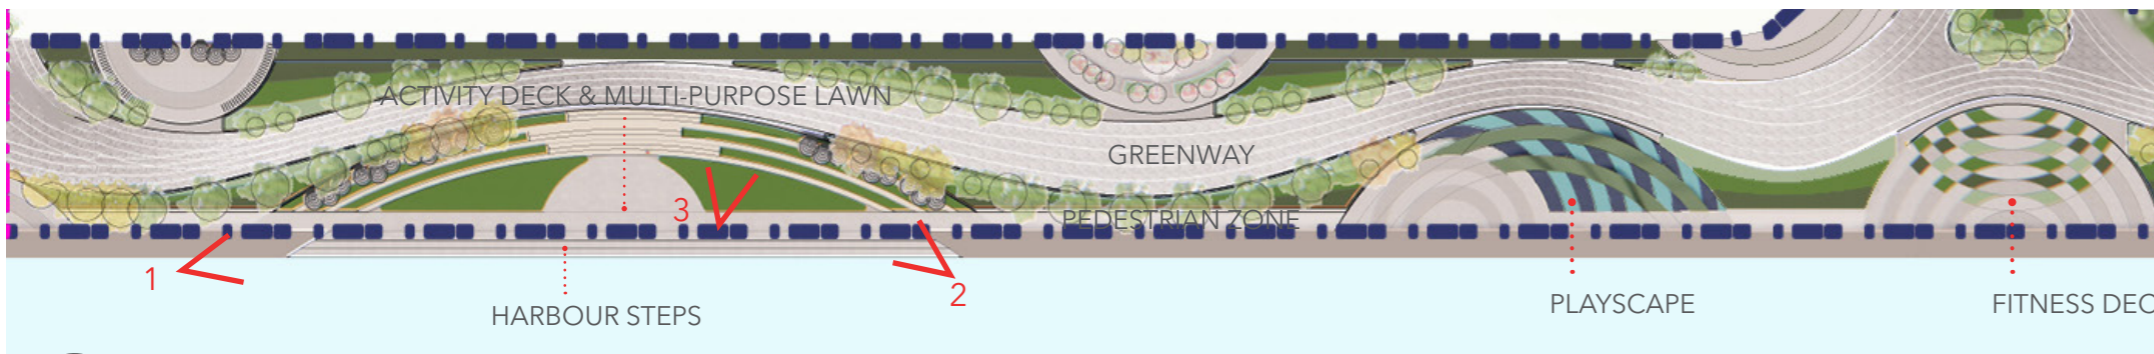 ACTIVITY DECK & MULTI-PURPOSE LAWN
GREENWAY
3
PEDESTRIAN ZONE
1
2
HARBOUR STEPS
PLAYSCAPE
FITNESS DEC